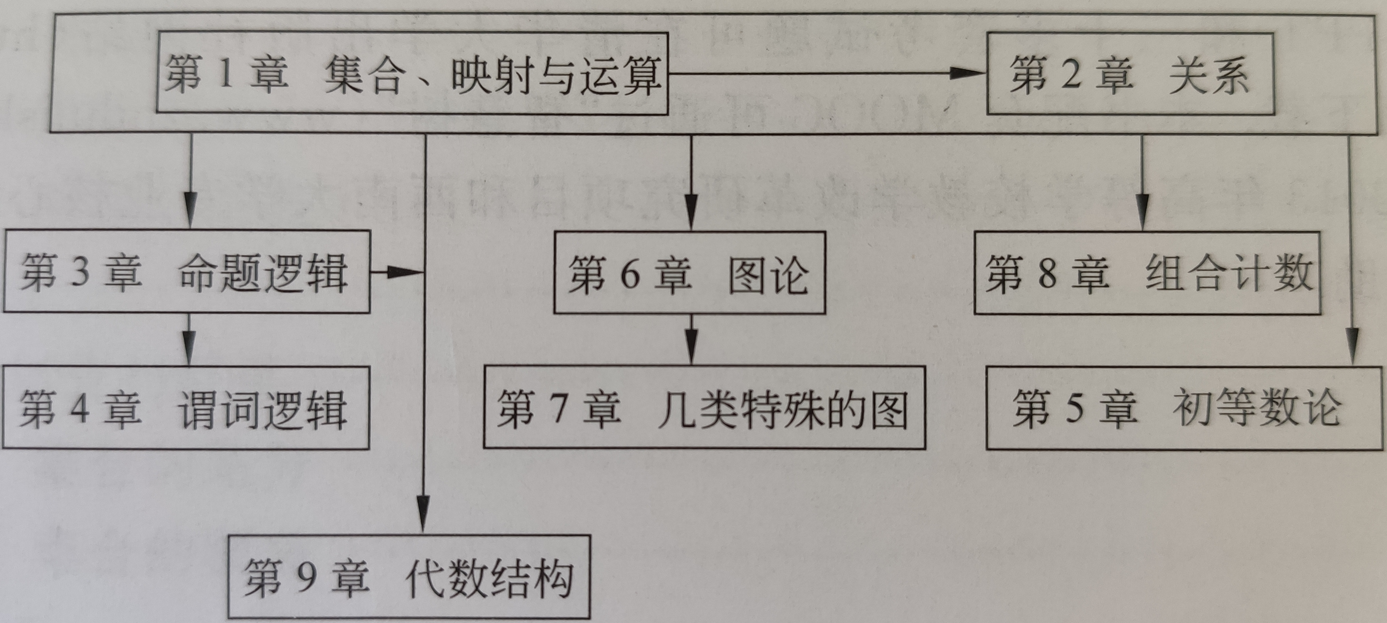 第1章 集合、映射与运算
第2章 关系
第3章 命题逻辑
第6章 图论
第8章 组合计数
第4章 谓词逻辑
第7章 几类特殊的图
第5章 初等数论
第9章 代数结构